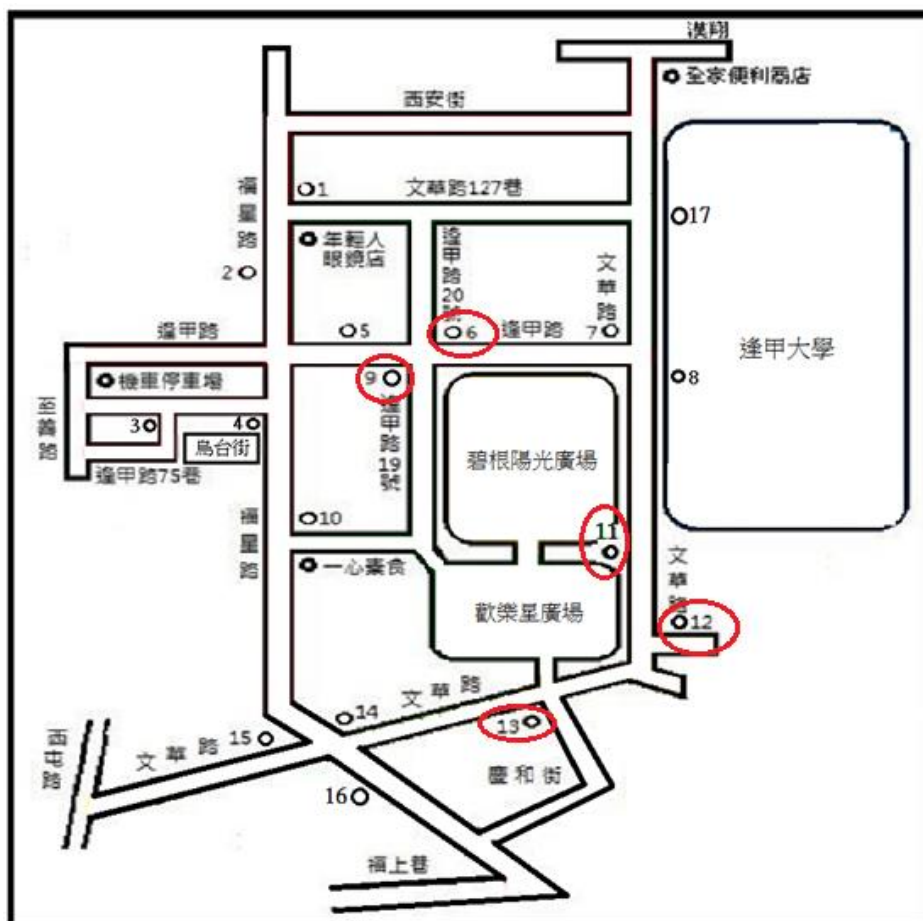 漢翔
全家便利商店
西安街
福星路
1
文華路127巷
17
年輕人
眼鏡店
逢甲路20號
文華路
2
5
6
逢甲路
7
逢甲路
逢甲大學
機車停車場
9
8
至善路
3
4
逢甲路19號
烏台街
碧根陽光廣場
逢甲路75巷
10
11
福星路
一心素食
文華路
歡樂星廣場
12
文華路
14
13
15
文華路
西屯路
慶和街
16
福上巷